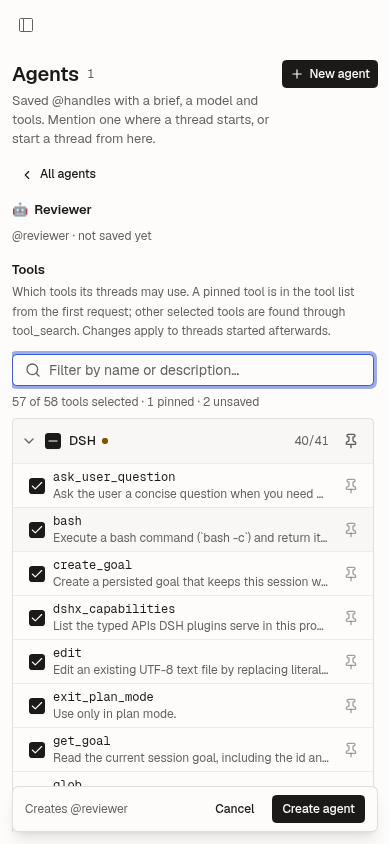 Agents 1
New agent
Saved @handles with a brief, a model and
tools. Mention one where a thread starts, or
start a thread from here.
All agents
Reviewer
@reviewer · not saved yet
Tools
Which tools its threads may use. A pinned tool is in the tool list
from the first request; other selected tools are found through
tool_search. Changes apply to threads started afterwards.
Filter by name or description…
57 of 58 tools selected · 1 pinned · 2 unsaved
DSH 40/41
ask_user_question
Ask the user a concise question when you need …
bash
Execute a bash command (`bash -c`) and return it…
create_goal
Create a persisted goal that keeps this session w…
dshx_capabilities
List the typed APIs DSH plugins serve in this pro…
edit
Edit an existing UTF-8 text file by replacing literal…
exit_plan_mode
Use only in plan mode.
get_goal
Read the current session goal, including the id an…
glob
Creates @reviewer
Cancel
Create agent